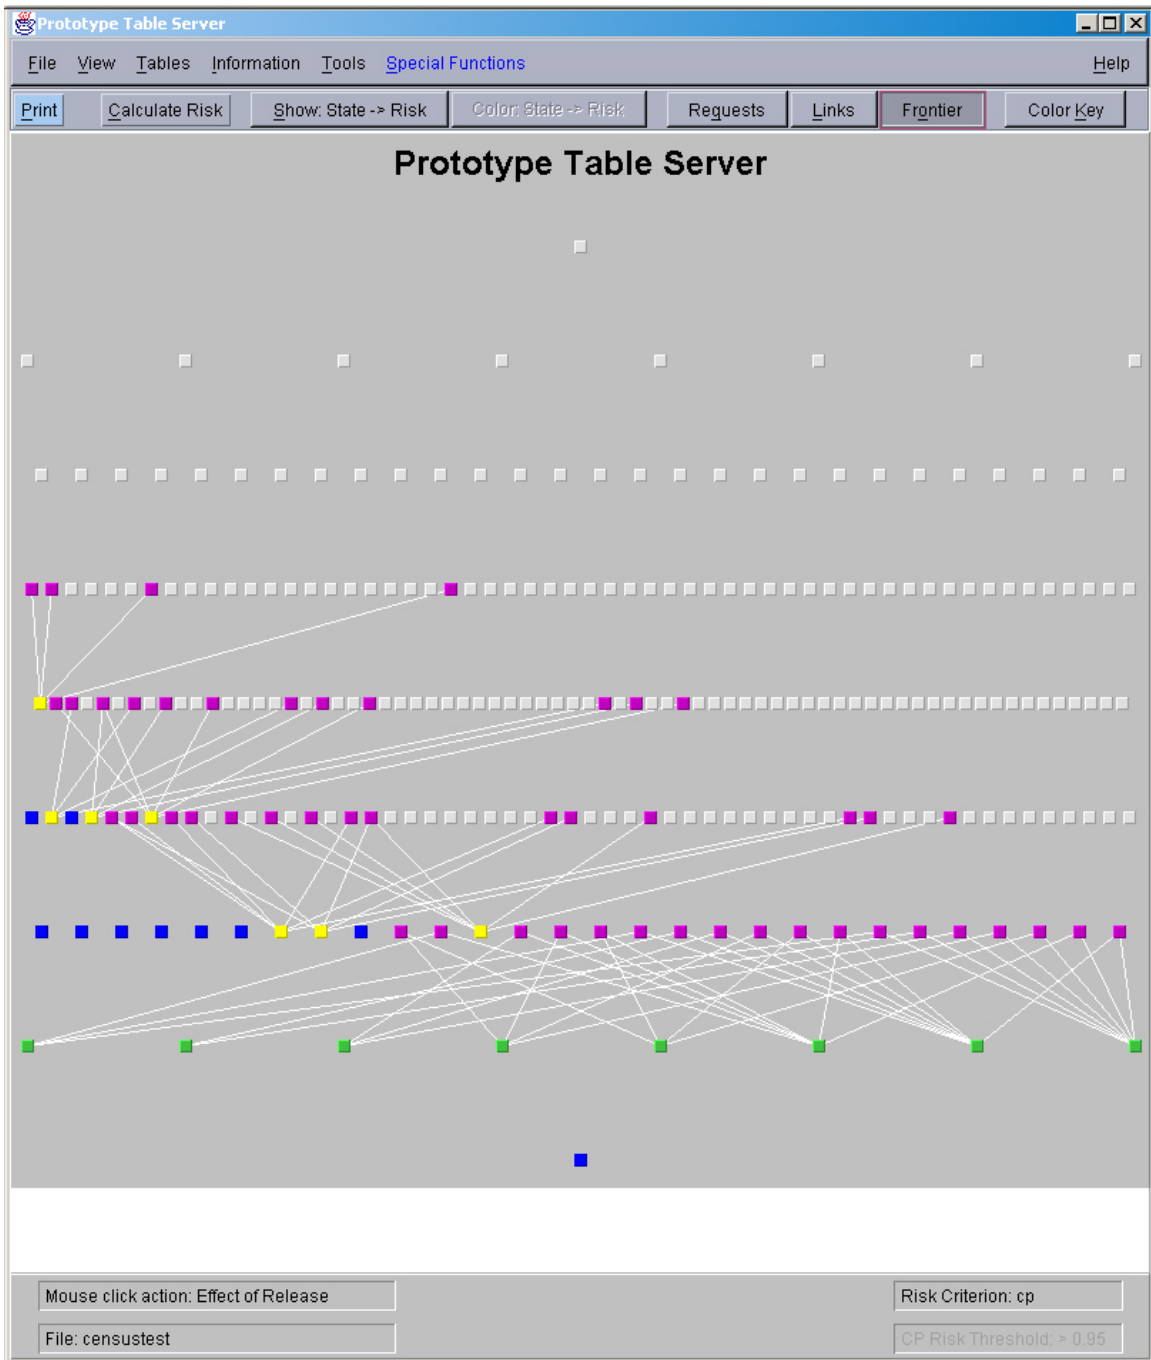 Prototype Table Server
File View Tables Information Tools Special Functions Help
Print Calculate Risk Show: State -> Risk Color: State -> Risk Requests Links Frontier Color Key
Prototype Table Server
Mouse click action: Effect of Release Risk Criterion: cp
File: censustest CP Risk Threshold: > 0.95